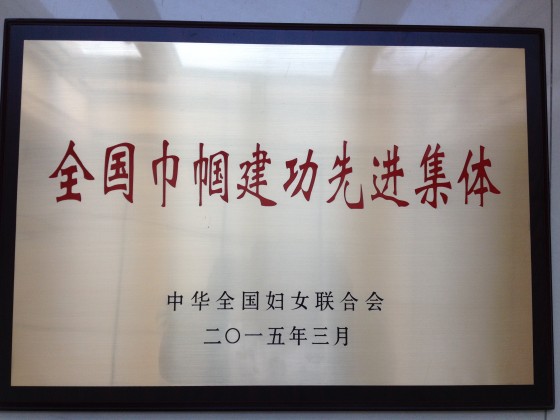 全国巾帼建功先进集体
中华全国妇女联合会
二〇一五年三月